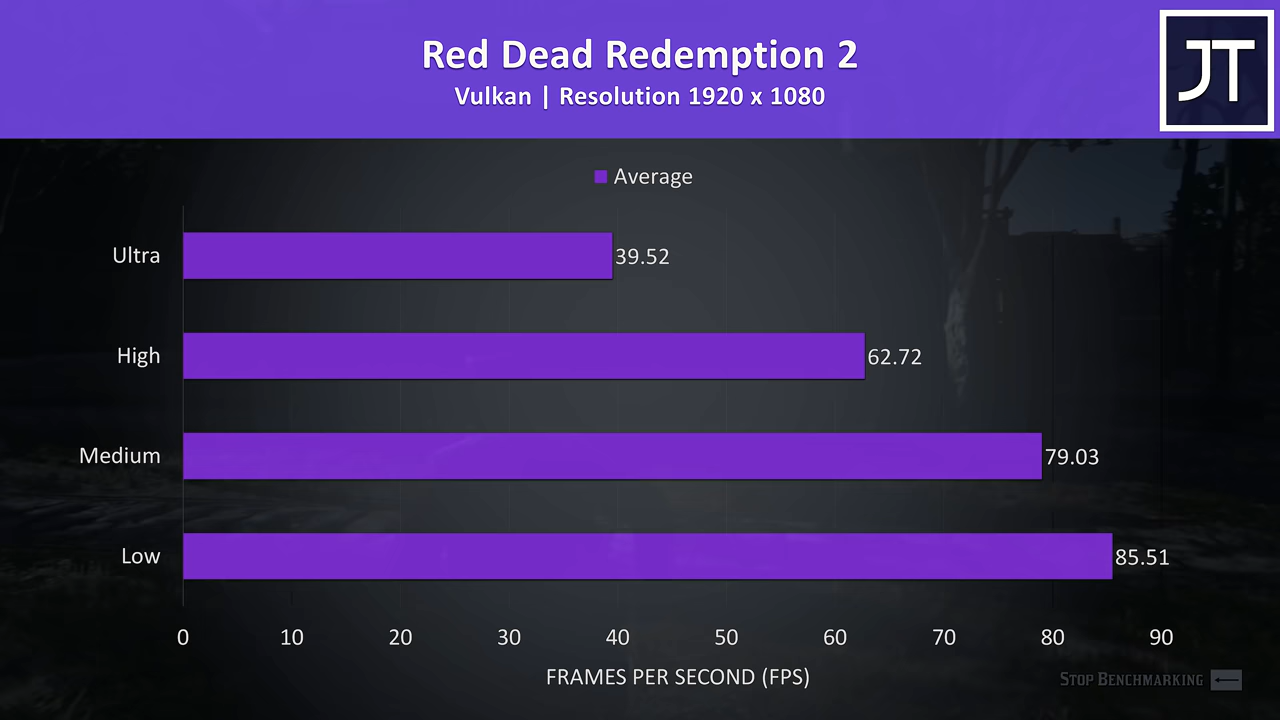 Red Dead Redemption 2
Vulkan | Resolution 1920 x 1080
JT
Average
Ultra
39.52
High
62.72
Medium
79.03
Low
85.51
0 10 20 30 40 50 60 70 80 90
FRAMES PER SECOND (FPS)
STOP BENCHMARKING